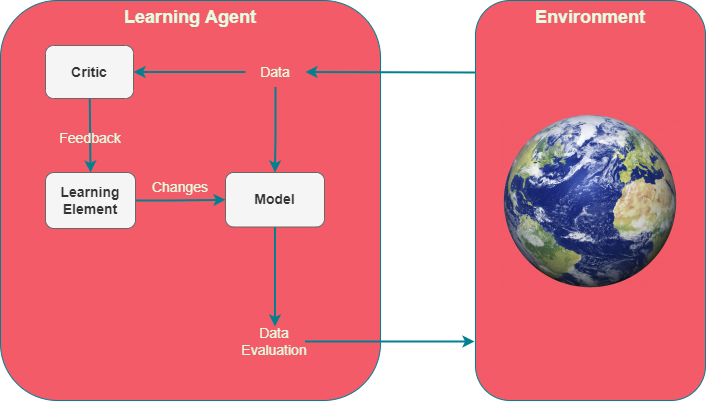 Learning Agent
Environment
Critic
Data
Feedback
Learning
Element
Changes
Model
Data
Evaluation